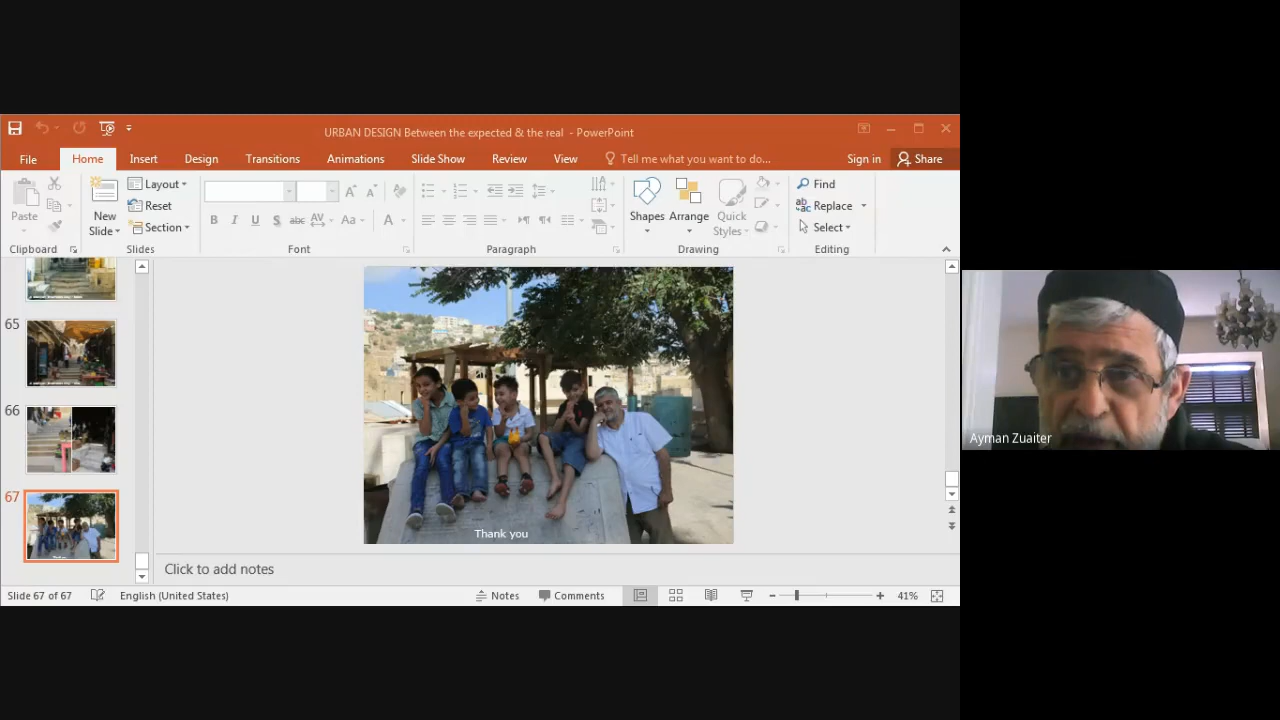 URBAN DESIGN Between the expected & the real - PowerPoint
File
Home
Insert
Design
Transitions
Animations
Slide Show
Review
View
Tell me what you want to do...
Sign in
Share
Paste
Clipboard
New
Slide
Layout
Reset
Section
Slides
B I U S abc AV Aa A
Font
Paragraph
Shapes
Arrange
Quick
Styles
Drawing
Find
Replace
Select
Editing
65
66
67
Thank you
Click to add notes
Slide 67 of 67
English (United States)
Notes
Comments
41%
Ayman Zuaiter